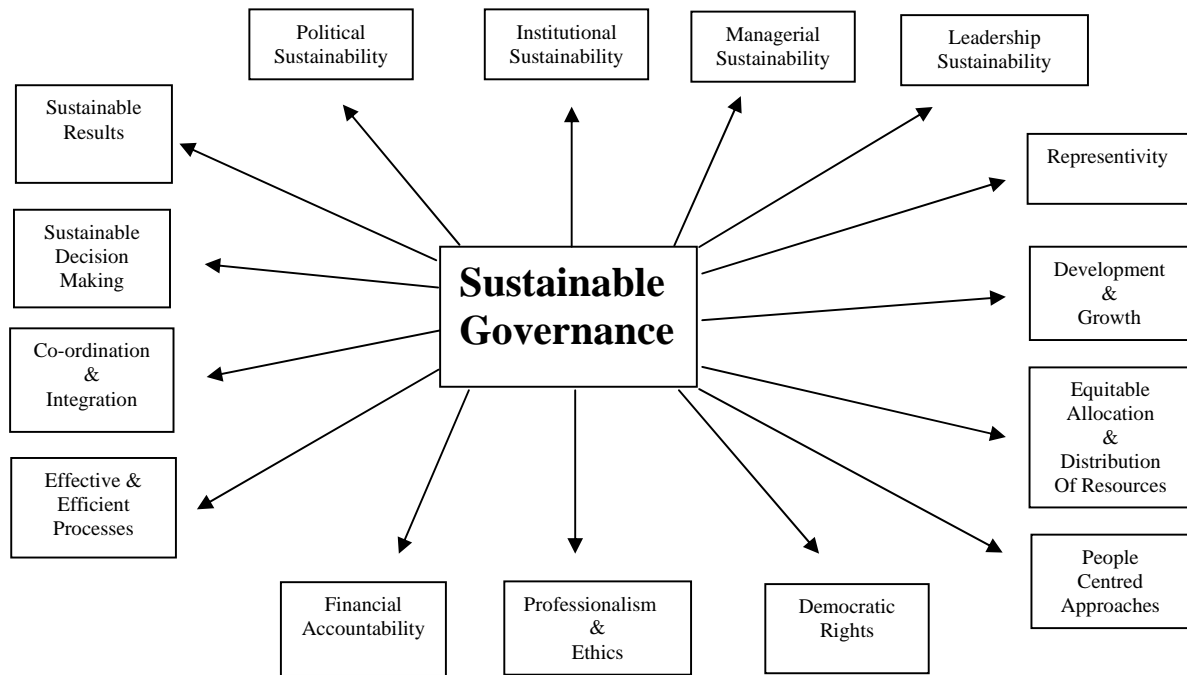 Political
Sustainability
Institutional
Sustainability
Managerial
Sustainability
Leadership
Sustainability
Sustainable
Results
Representivity
Sustainable
Decision
Making
Sustainable
Governance
Development
&
Growth
Co-ordination
&
Integration
Equitable
Allocation
&
Distribution
Of Resources
Effective &
Efficient
Processes
People
Centred
Approaches
Financial
Accountability
Professionalism
&
Ethics
Democratic
Rights